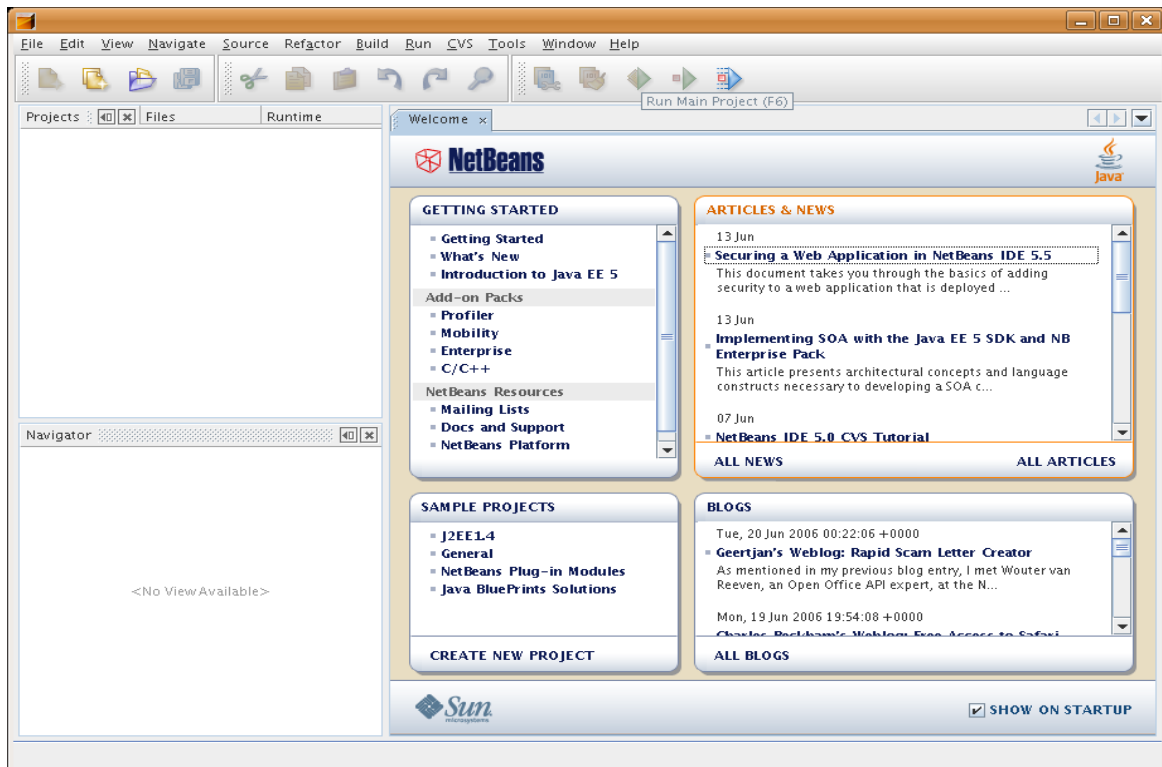 File Edit View Navigate Source Refactor Build Run CVS Tools Window Help
Run Main Project (F6)
Projects Files Runtime
Welcome
NetBeans
Java
GETTING STARTED
Getting Started
What's New
Introduction to Java EE 5
Add-on Packs
Profiler
Mobility
Enterprise
C/C++
NetBeans Resources
Mailing Lists
Docs and Support
NetBeans Platform
ARTICLES & NEWS
13 Jun
Securing a Web Application in NetBeans IDE 5.5
This document takes you through the basics of adding
security to a web application that is deployed ...
13 Jun
Implementing SOA with the Java EE 5 SDK and NB
Enterprise Pack
This article presents architectural concepts and language
constructs necessary to developing a SOA c...
07 Jun
NetBeans IDE 5.0 CVS Tutorial
ALL NEWS ALL ARTICLES
Navigator
<No View Available>
SAMPLE PROJECTS
J2EE1.4
General
NetBeans Plug-in Modules
Java BluePrints Solutions
CREATE NEW PROJECT
BLOGS
Tue, 20 Jun 2006 00:22:06 +0000
Geertjan's Weblog: Rapid Scam Letter Creator
As mentioned in my previous blog entry, I met Wouter van
Reeven, an Open Office API expert, at the N...
Mon, 19 Jun 2006 19:54:08 +0000
Charles Weblog: Free Access to Safari
ALL BLOGS
Sun
microsystems
SHOW ON STARTUP